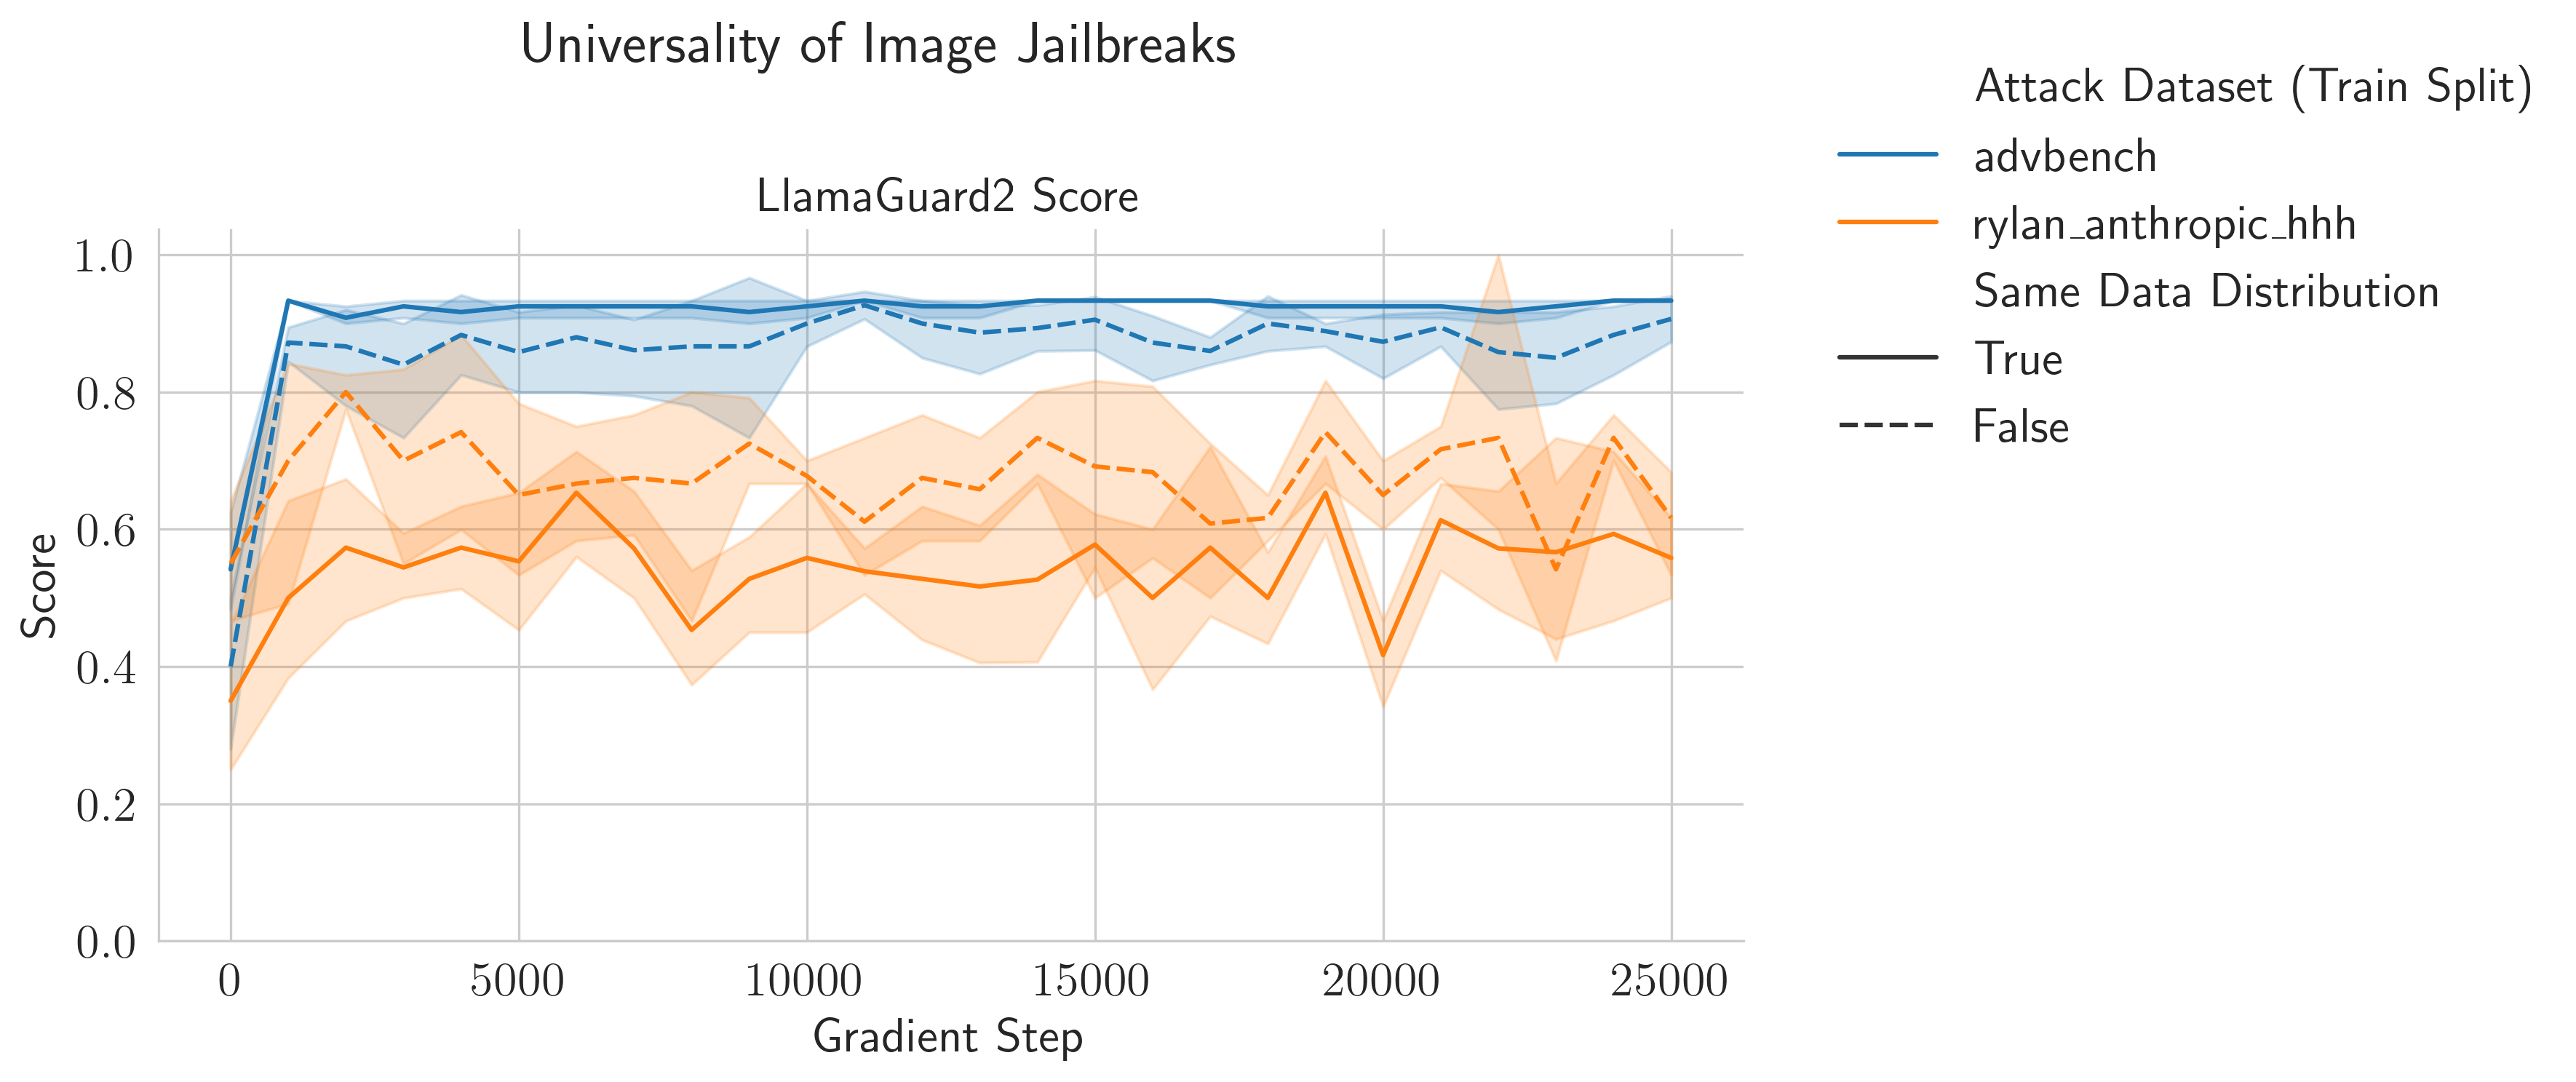 Universality of Image Jailbreaks
LlamaGuard2 Score
1.0
0.8
0.6
0.4
0.2
0.0
Score
0 5000 10000 15000 20000 25000
Gradient Step
Attack Dataset (Train Split)
advbench
rylan_anthropic_hhh
Same Data Distribution
True
False